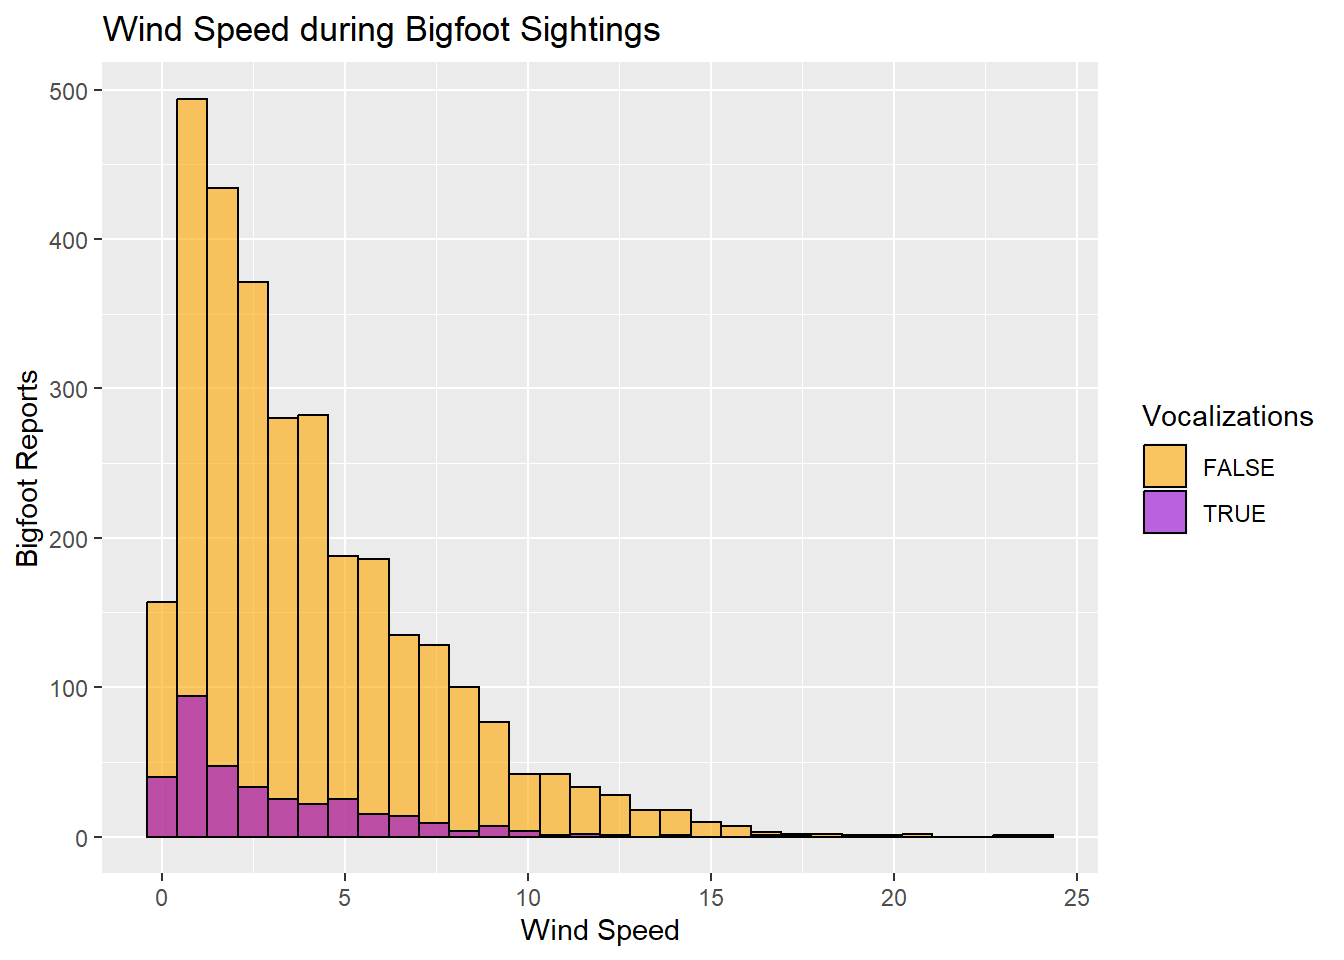 Wind Speed during Bigfoot Sightings
500
400
300
200
100
0
Bigfoot Reports
0 5 10 15 20 25
Wind Speed
Vocalizations
FALSE
TRUE